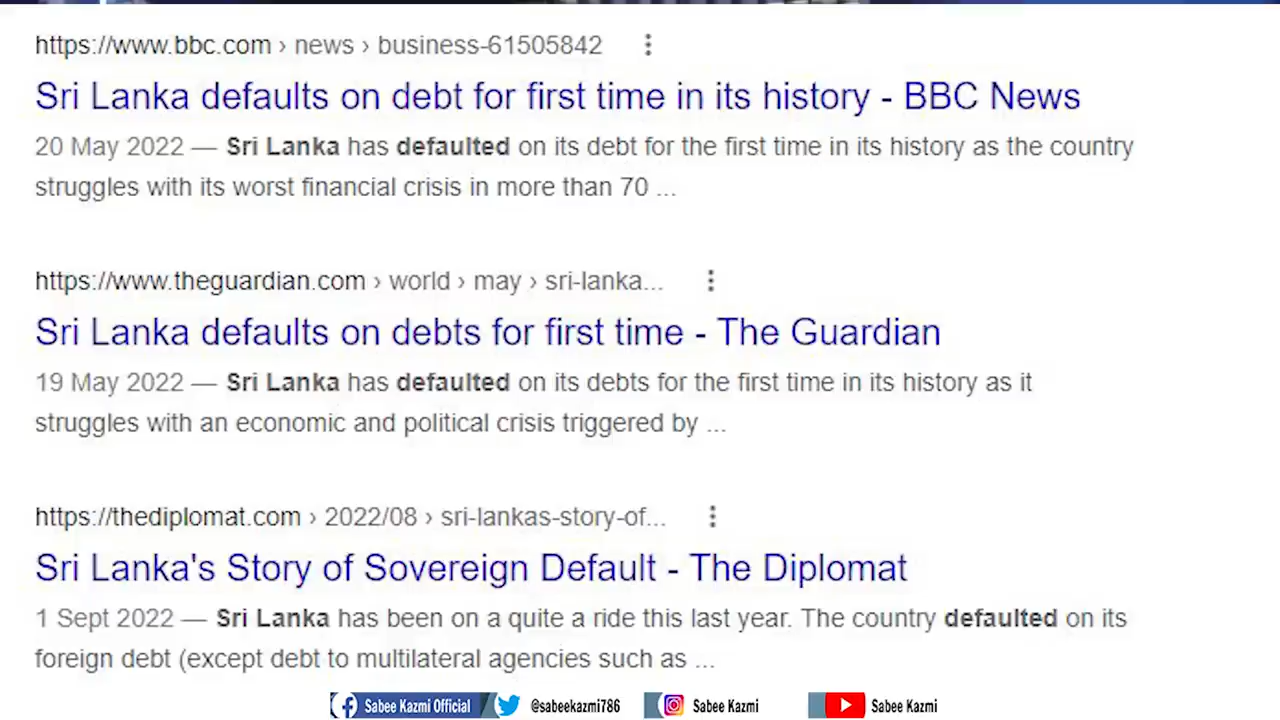 https://www.bbc.com › news › business-61505842
Sri Lanka defaults on debt for first time in its history - BBC News
20 May 2022 — Sri Lanka has defaulted on its debt for the first time in its history as the country
struggles with its worst financial crisis in more than 70 ...
https://www.theguardian.com › world › may › sri-lanka...
Sri Lanka defaults on debts for first time - The Guardian
19 May 2022 — Sri Lanka has defaulted on its debts for the first time in its history as it
struggles with an economic and political crisis triggered by ...
https://thediplomat.com › 2022/08 › sri-lankas-story-of...
Sri Lanka's Story of Sovereign Default - The Diplomat
1 Sept 2022 — Sri Lanka has been on a quite a ride this last year. The country defaulted on its
foreign debt (except debt to multilateral agencies such as ...
Sabee Kazmi Official @sabeekazmi786 Sabee Kazmi Sabee Kazmi